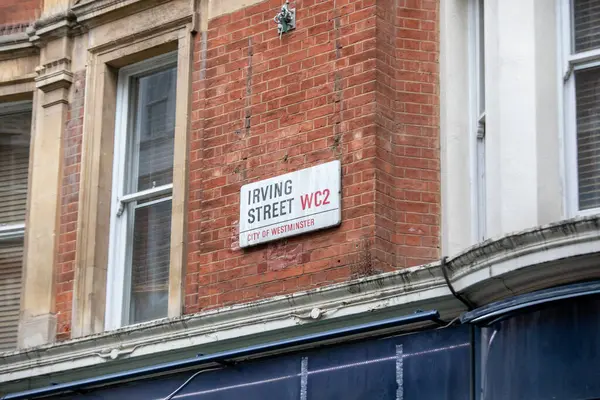 IRVING
STREET WC2
CITY OF WESTMINSTER